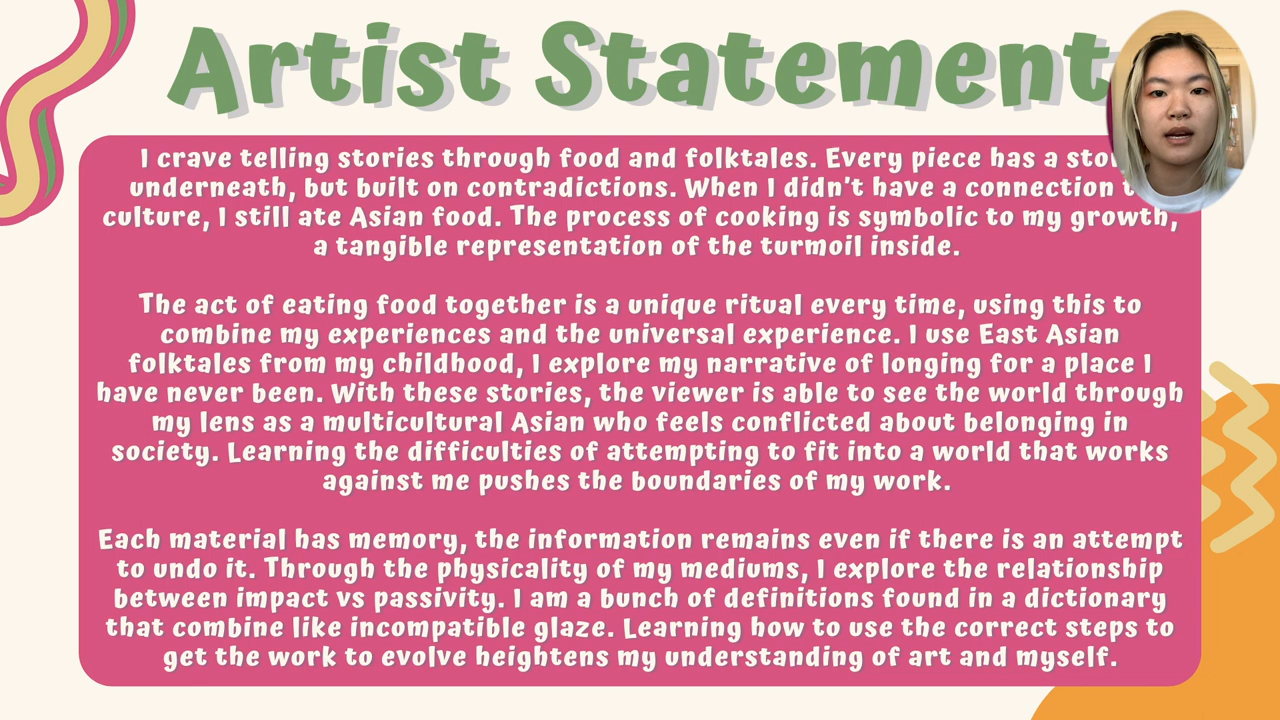 Artist Statement
I crave telling stories through food and folktales. Every piece has a
underneath, but built on contradictions. When I didn't have a connection
culture, I still ate Asian food. The process of cooking is symbolic to my growth,
a tangible representation of the turmoil inside.
The act of eating food together is a unique ritual every time, using this to
combine my experiences and the universal experience. I use East Asian
folktales from my childhood, I explore my narrative of longing for a place I
have never been. With these stories, the viewer is able to see the world through
my lens as a multicultural Asian who feels conflicted about belonging in
society. Learning the difficulties of attempting to fit into a world that works
against me pushes the boundaries of my work.
Each material has memory, the information remains even if there is an attempt
to undo it. Through the physicality of my mediums, I explore the relationship
between impact vs passivity. I am a bunch of definitions found in a dictionary
that combine like incompatible glaze. Learning how to use the correct steps to
get the work to evolve heightens my understanding of art and myself.